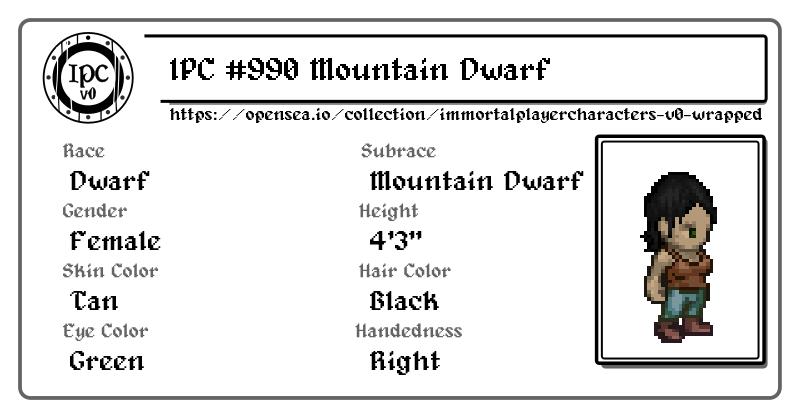 IPC
v0
IPC #990 Mountain Dwarf
https://opensea.io/collection/immortalplayercharacters-v0-wrapped
Race
Dwarf
Subrace
Mountain Dwarf
Gender
Female
Height
4'3"
Skin Color
Tan
Hair Color
Black
Eye Color
Green
Handedness
Right